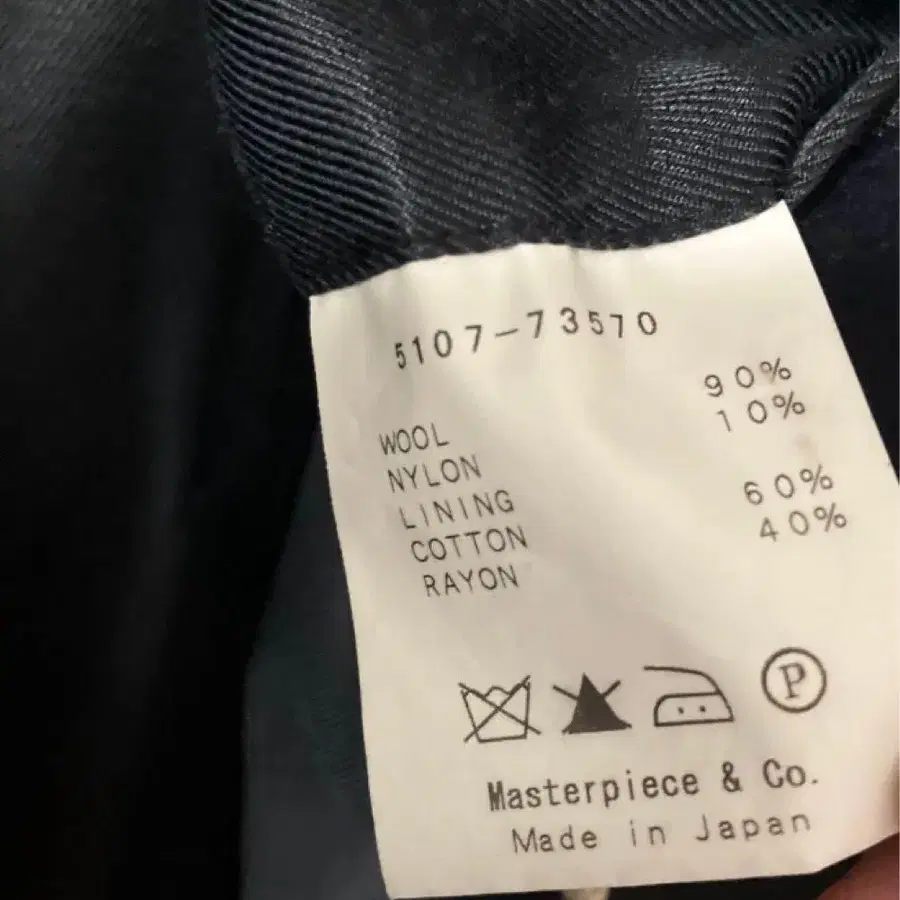 5107-73570
WOOL 90%
NYLON 10%
LINING
COTTON 60%
RAYON 40%
P
Masterpiece & Co.
Made in Japan